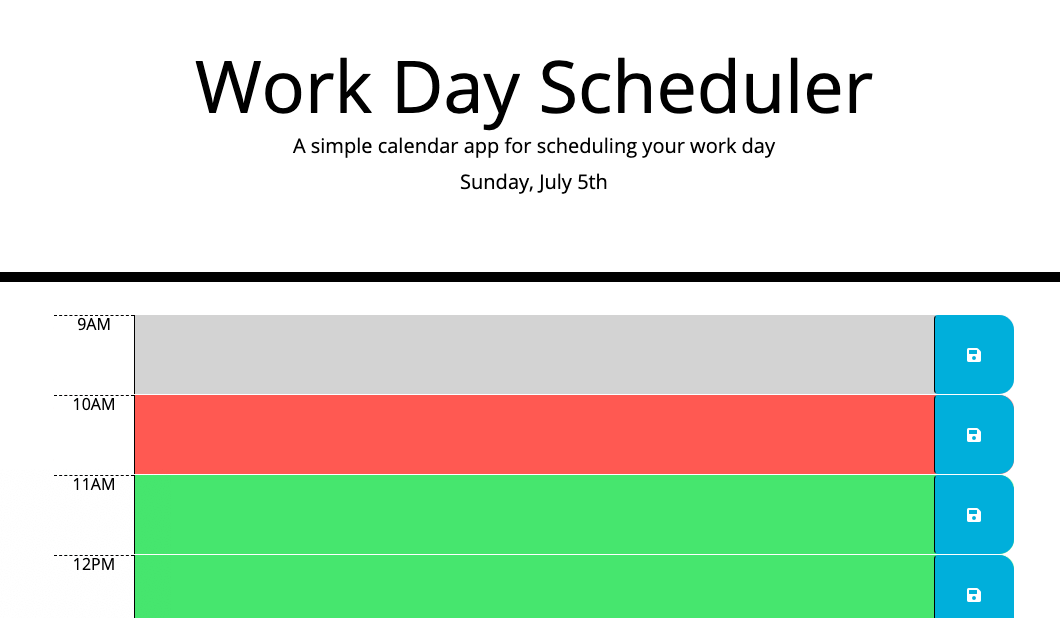 Work Day Scheduler
A simple calendar app for scheduling your work day
Sunday, July 5th
9AM
10AM
11AM
12PM